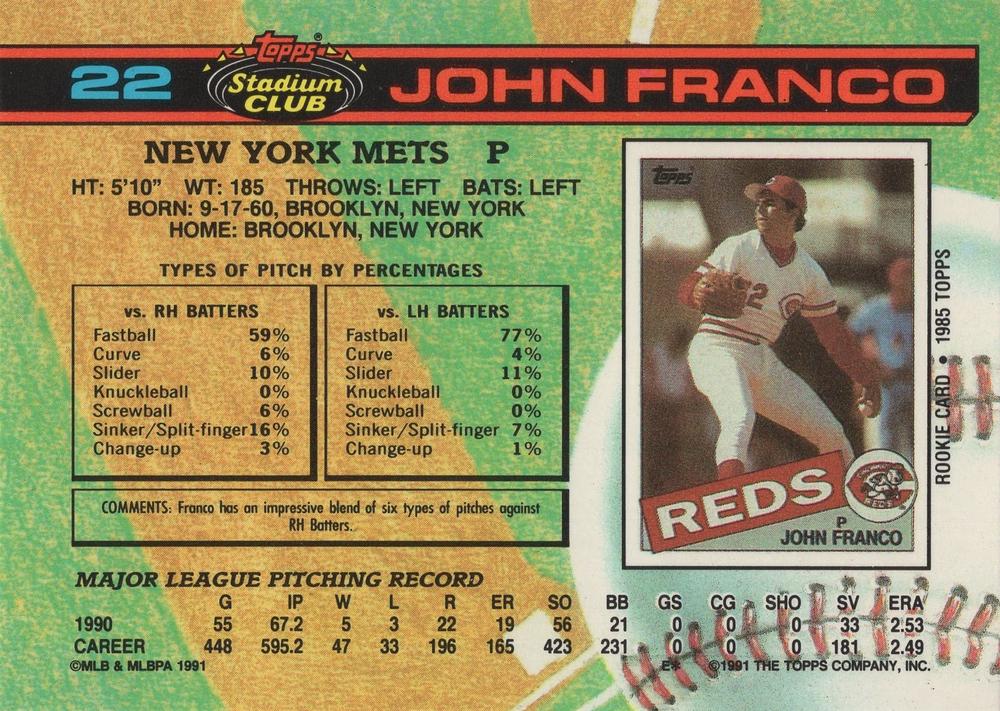 22 Topps® Stadium CLUB JOHN FRANCO
NEW YORK METS P
HT: 5'10" WT: 185 THROWS: LEFT BATS: LEFT
BORN: 9-17-60, BROOKLYN, NEW YORK
HOME: BROOKLYN, NEW YORK
TYPES OF PITCH BY PERCENTAGES
vs. RH BATTERS
Fastball 59%
Curve 6%
Slider 10%
Knuckleball 0%
Screwball 6%
Sinker/Split-finger 16%
Change-up 3%
vs. LH BATTERS
Fastball 77%
Curve 4%
Slider 11%
Knuckleball 0%
Screwball 0%
Sinker/Split-finger 7%
Change-up 1%
COMMENTS: Franco has an impressive blend of six types of pitches against
RH Batters.
Topps
REDS
P
JOHN FRANCO
ROOKIE CARD • 1985 TOPPS
MAJOR LEAGUE PITCHING RECORD
G IP W L R ER SO BB GS CG SHO SV ERA
1990 55 67.2 5 3 22 19 56 21 0 0 0 33 2.53
CAREER 448 595.2 47 33 196 165 423 231 0 0 0 181 2.49
©MLB & MLBPA 1991 E* ©1991 THE TOPPS COMPANY, INC.